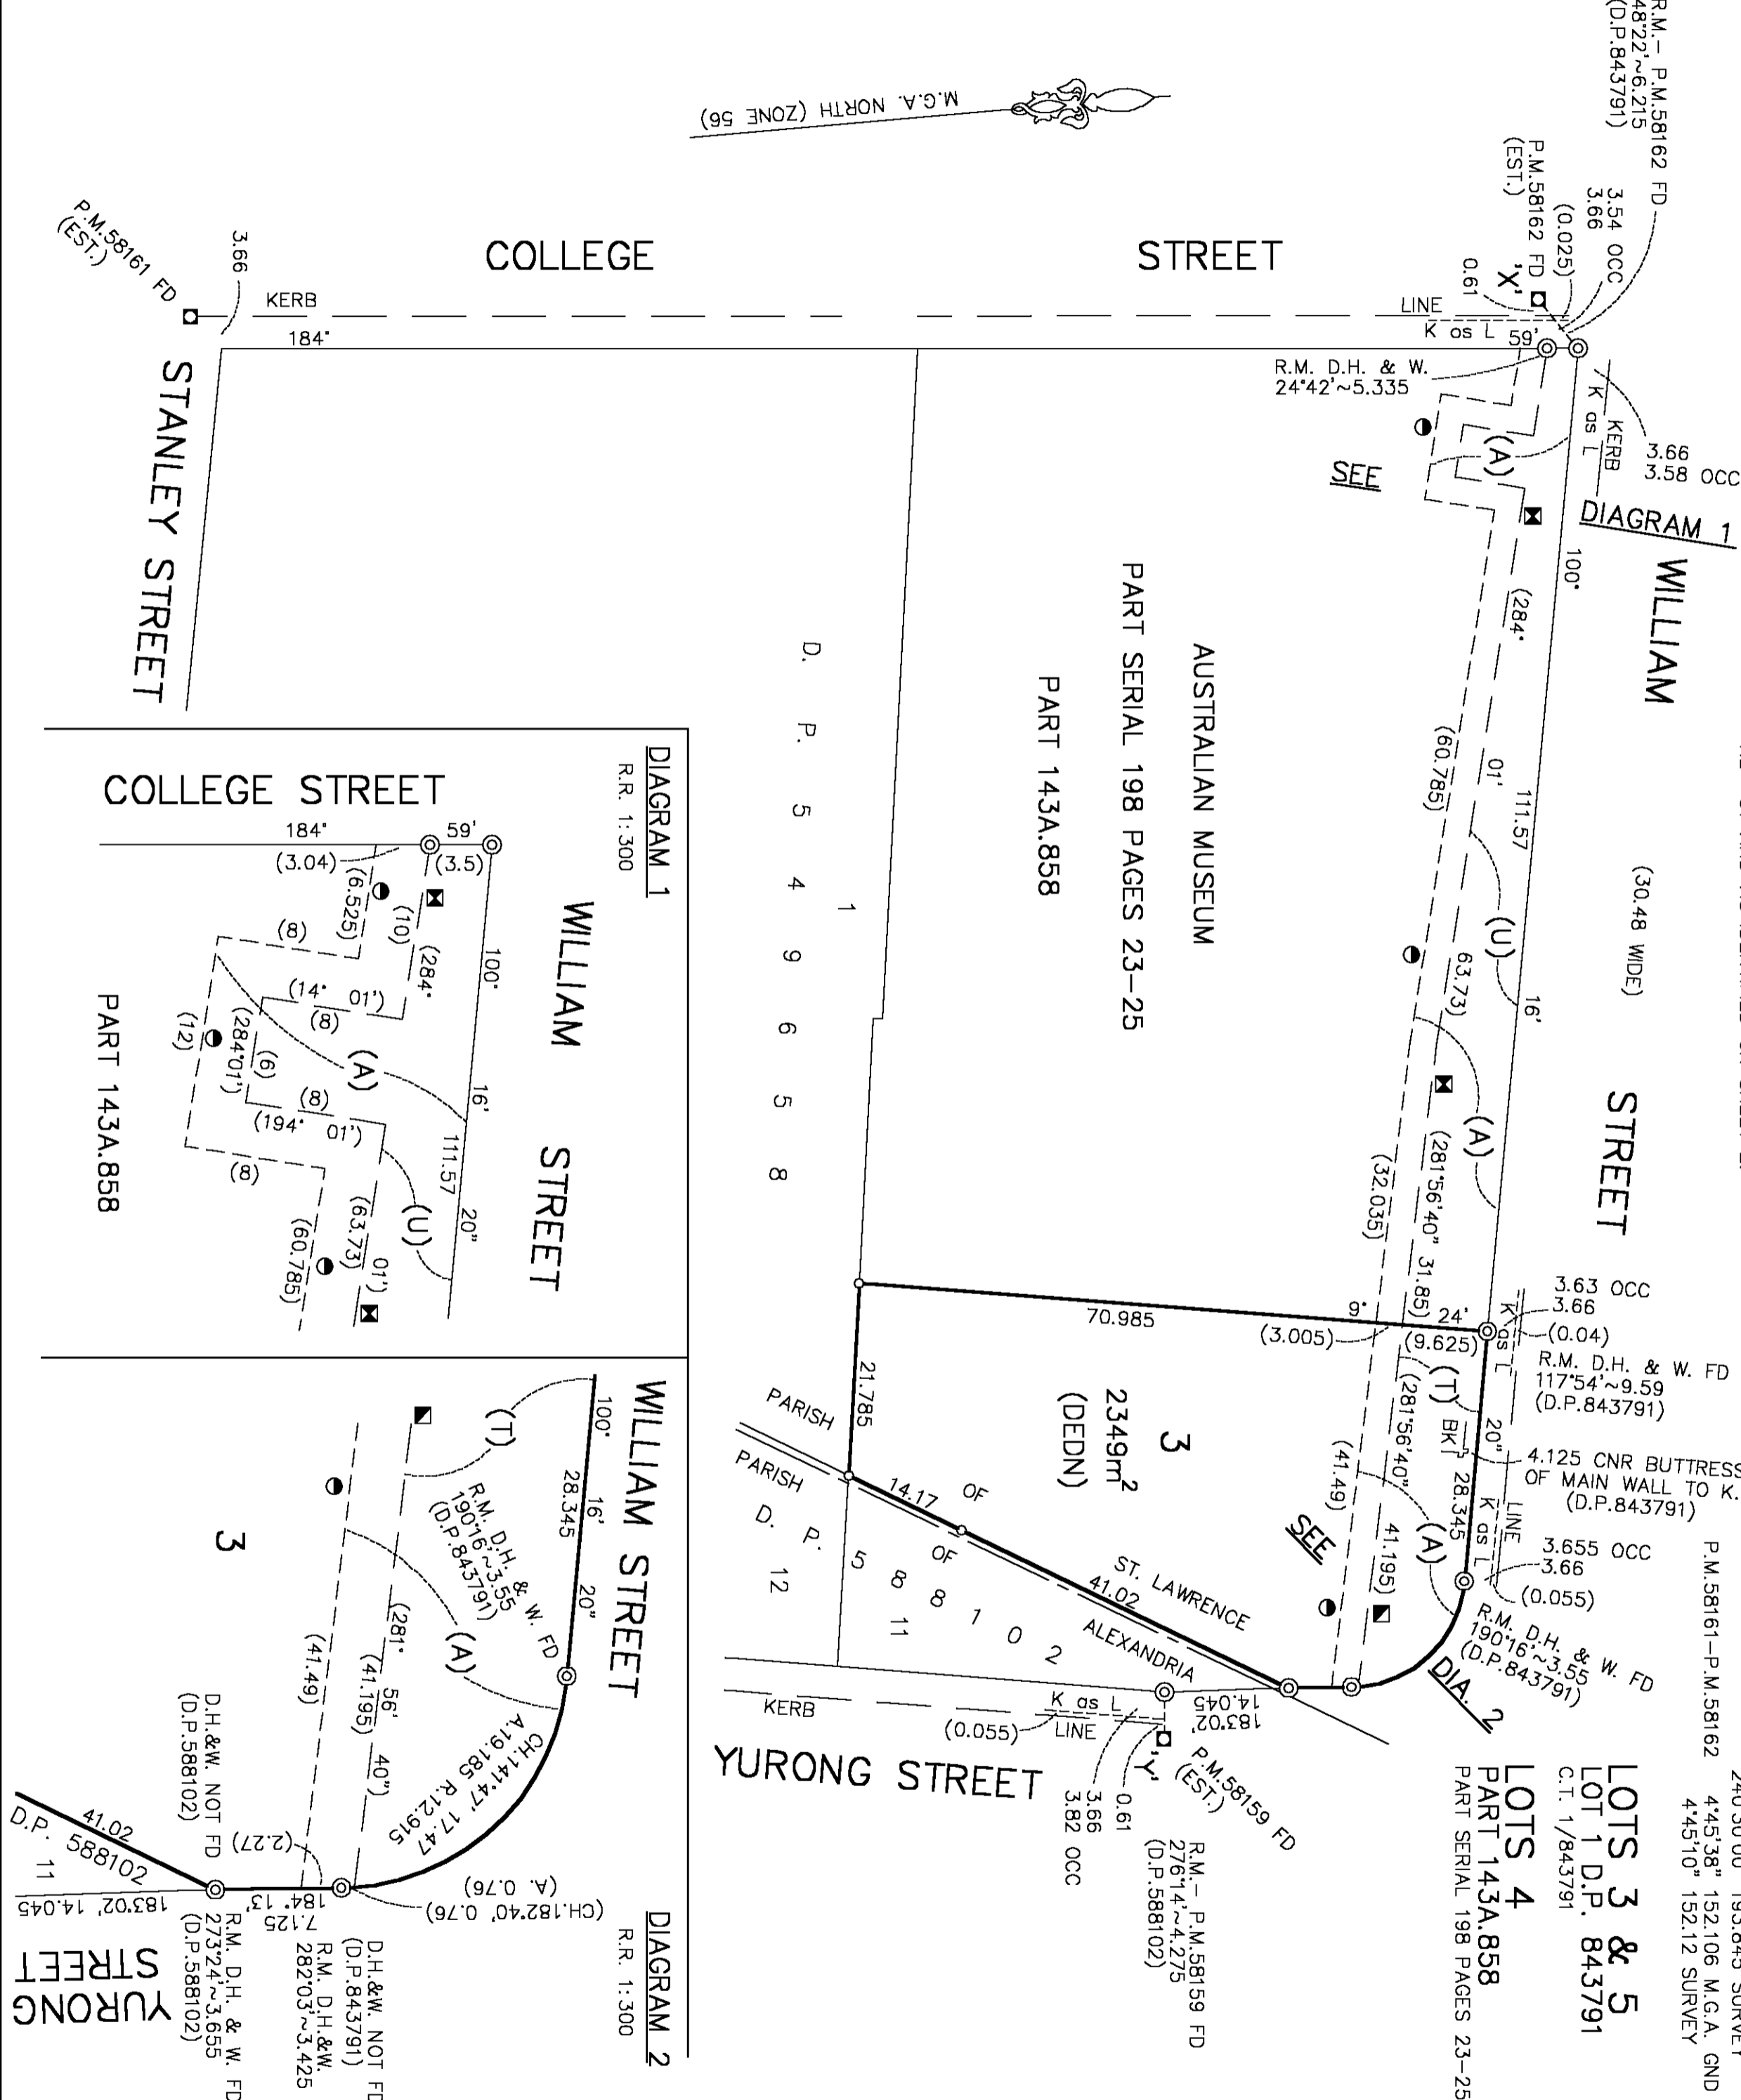 R.M.- P.M.58162 FD
48°22'~6.215
(D.P.843791)
3.54 OCC
3.66
(0.025)
P.M.58162 FD
(EST.)
'X'
0.61
M.G.A. NORTH (ZONE 56)
COLLEGE STREET
KERB LINE
K as L
59'
184°
3.66
P.M.58161 FD
(EST.)
STANLEY STREET
R.M. D.H. & W.
24°42'~5.335
K as L
KERB
3.66
3.58 OCC
SEE
DIAGRAM 1
(A)
WILLIAM STREET
(30.48 WIDE)
100° 16' 20"
111.57
(284° 01' 63.73)
(60.785)
(U)
(A)
(281°56'40" 31.85)
(32.035)
AUSTRALIAN MUSEUM
PART SERIAL 198 PAGES 23-25
PART 143A.858
1
D. P. 549658
3.63 OCC
3.66
(0.04)
K as L
R.M. D.H. & W. FD
117°54'~9.59
(D.P.843791)
4.125 CNR BUTTRESS
OF MAIN WALL TO K.
(D.P.843791)
BK
LINE
K as L
28.345
3.655 OCC
3.66
(0.055)
R.M. D.H. & W. FD
190°16'~3.55
(D.P.843791)
9° 24'
70.985
(3.005)
(9.625)
(T)
(281°56'40" 41.195)
(41.49)
(A)
SEE
DIA. 2
3
2349m²
(DEDN)
21.785
14.17
41.02
PARISH OF ST. LAWRENCE
PARISH OF ALEXANDRIA
D. P. 588102
12
11
183°02'
14.045
KERB LINE
K as L
(0.055)
YURONG STREET
'Y'
P.M.58159 FD
(EST.)
0.61
3.66
3.82 OCC
R.M.- P.M.58159 FD
276°14'~4.275
(D.P.588102)
P.M.58161-P.M.58162 4°45'38" 152.106 M.G.A. GND
4°45'10" 152.12 SURVEY
LOTS 3 & 5
LOT 1 D.P. 843791
C.T. 1/843791
LOTS 4
PART 143A.858
PART SERIAL 198 PAGES 23-25
DIAGRAM 1
R.R. 1:300
COLLEGE STREET
184° 59'
(3.04)
(3.5)
(6.525)
(10)
(284° 01')
(8)
(14° 01')
(8)
(A)
(6)
(284°01')
(12)
(8)
(194° 01')
(8)
(63.73)
(60.785)
(U)
WILLIAM STREET
100° 16' 20"
111.57
PART 143A.858
DIAGRAM 2
R.R. 1:300
WILLIAM STREET
100° 16' 20"
28.345
(T)
R.M. D.H. & W. FD
190°16'~3.55
(D.P.843791)
(A)
3
(281° 56' 40")
(41.195)
(41.49)
CH.141°47' 17.47
A.19.185 R.12.915
(CH.182°40' 0.76)
(A. 0.76)
(2.27)
184° 13'
7.125
D.H.&W. NOT FD
(D.P.588102)
41.02
D.P. 588102
11
183°02' 14.045
D.H.&W. NOT FD
(D.P.843791)
R.M. D.H.&W.
282°03'~3.425
R.M. D.H. & W. FD
273°24'~3.655
(D.P.588102)
YURONG
STREET